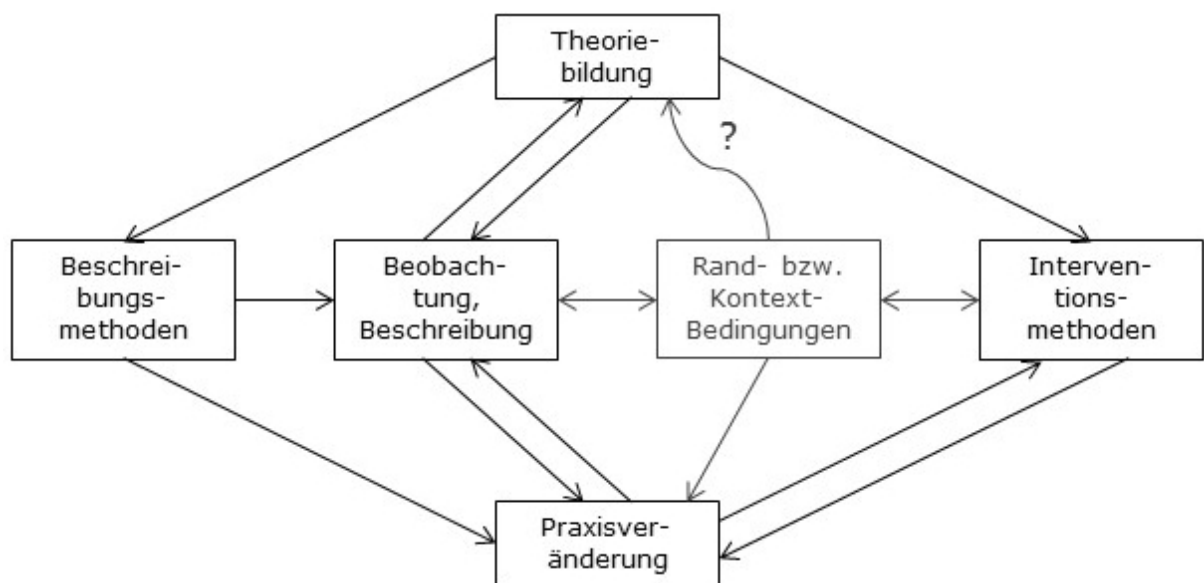 Theorie-
bildung
?
Beschrei-
bungs-
methoden
Beobach-
tung,
Beschreibung
Rand- bzw.
Kontext-
Bedingungen
Interven-
tions-
methoden
Praxisver-
änderung